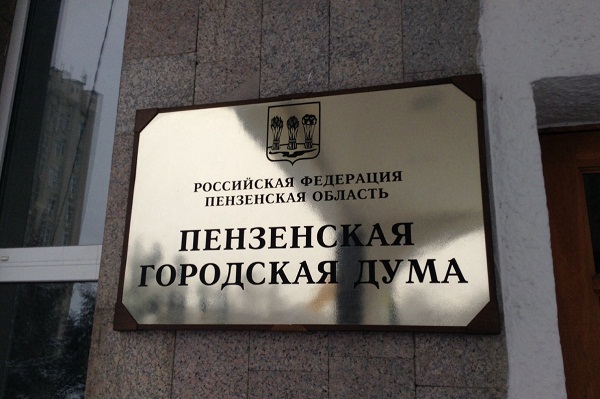 РОССИЙСКАЯ ФЕДЕРАЦИЯ
ПЕНЗЕНСКАЯ ОБЛАСТЬ
ПЕНЗЕНСКАЯ
ГОРОДСКАЯ ДУМА